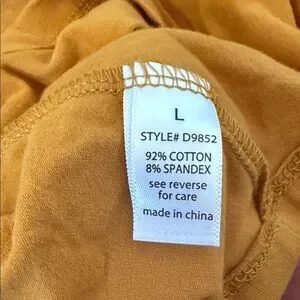 L
STYLE# D9852
92% COTTON
8% SPANDEX
see reverse
for care
made in china